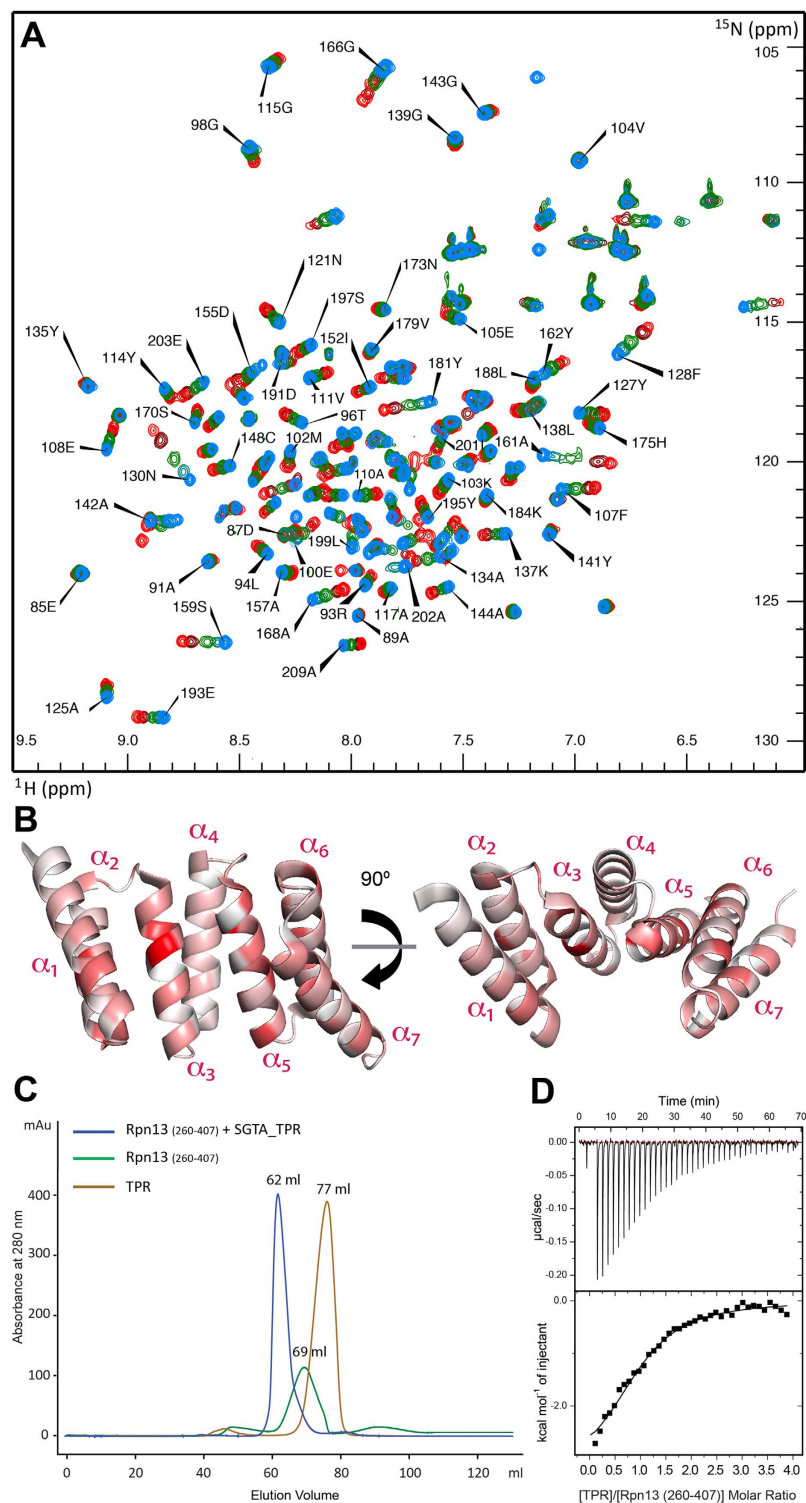 A
¹⁵N (ppm)
105
166G
115G
143G
139G
98G
104V
110
121N
173N
197S
155D
179V
105E
115
135Y
203E
152I
162Y
114Y
181Y
188L
128F
191D
111V
127Y
170S
96T
138L
175H
108E
148C
102M
201I
161A
120
130N
110A
103K
142A
195Y
184K
107F
87D
199L
100E
134A
137K
141Y
94L
91A
85E
157A
93R
202A
144A
125
159S
168A
117A
89A
209A
125A
193E
9.5
9.0
8.5
8.0
7.5
7.0
6.5
130
¹H (ppm)
B
α₁
α₂
α₃
α₄
α₅
α₆
α₇
90º
α₂
α₃
α₄
α₅
α₆
α₁
α₇
C
mAu
Rpn13 (260-407) + SGTA_TPR
Rpn13 (260-407)
TPR
62 ml
77 ml
69 ml
400
300
200
100
0
Absorbance at 280 nm
0
20
40
60
80
100
120
ml
Elution Volume
D
Time (min)
0 10 20 30 40 50 60 70
0.00
-0.05
-0.10
-0.15
-0.20
µcal/sec
0.0
-2.0
kcal mol⁻¹ of injectant
0.0 0.5 1.0 1.5 2.0 2.5 3.0 3.5 4.0
[TPR]/[Rpn13 (260-407)] Molar Ratio